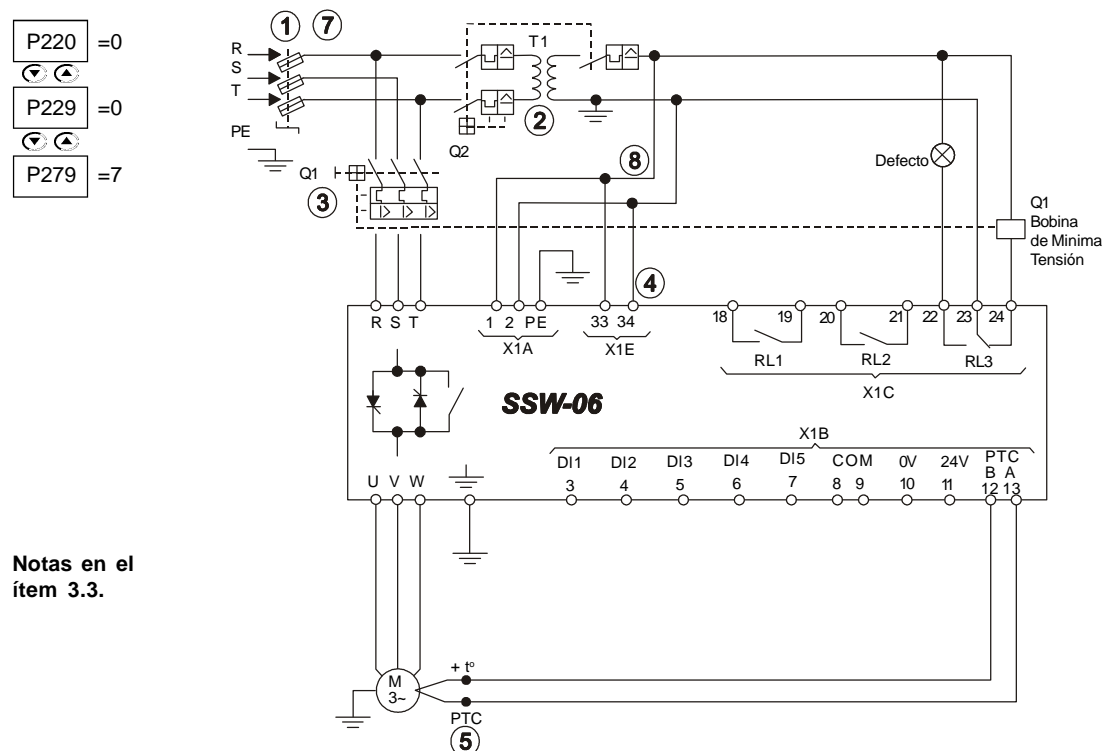 P220 =0
P229 =0
P279 =7
Notas en el
ítem 3.3.
1 7
R
S
T
PE
T1
2
Q2
Q1
3
8
4
Defecto
Q1
Bobina
de Minima
Tensión
R S T
1 2 PE
X1A
33 34
X1E
18 19 20 21 22 23 24
RL1 RL2 RL3
X1C
SSW-06
X1B
DI1 DI2 DI3 DI4 DI5 COM 0V 24V PTC
B A
3 4 5 6 7 8 9 10 11 12 13
U V W
M
3~
+ tº
PTC
5